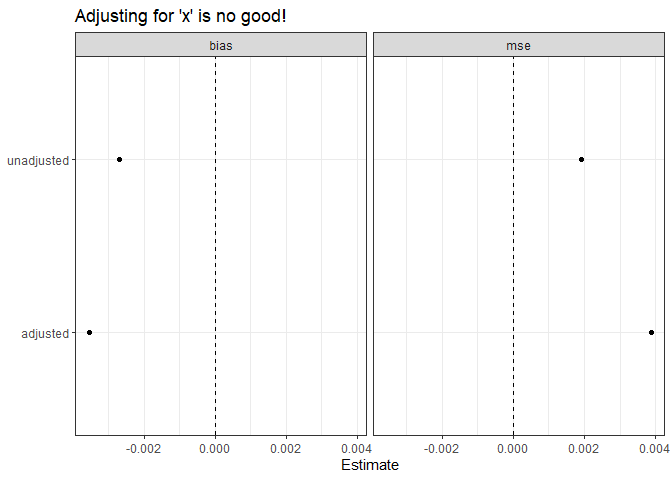 Adjusting for 'x' is no good!
bias mse
unadjusted
adjusted
-0.002 0.000 0.002 0.004 -0.002 0.000 0.002 0.004
Estimate